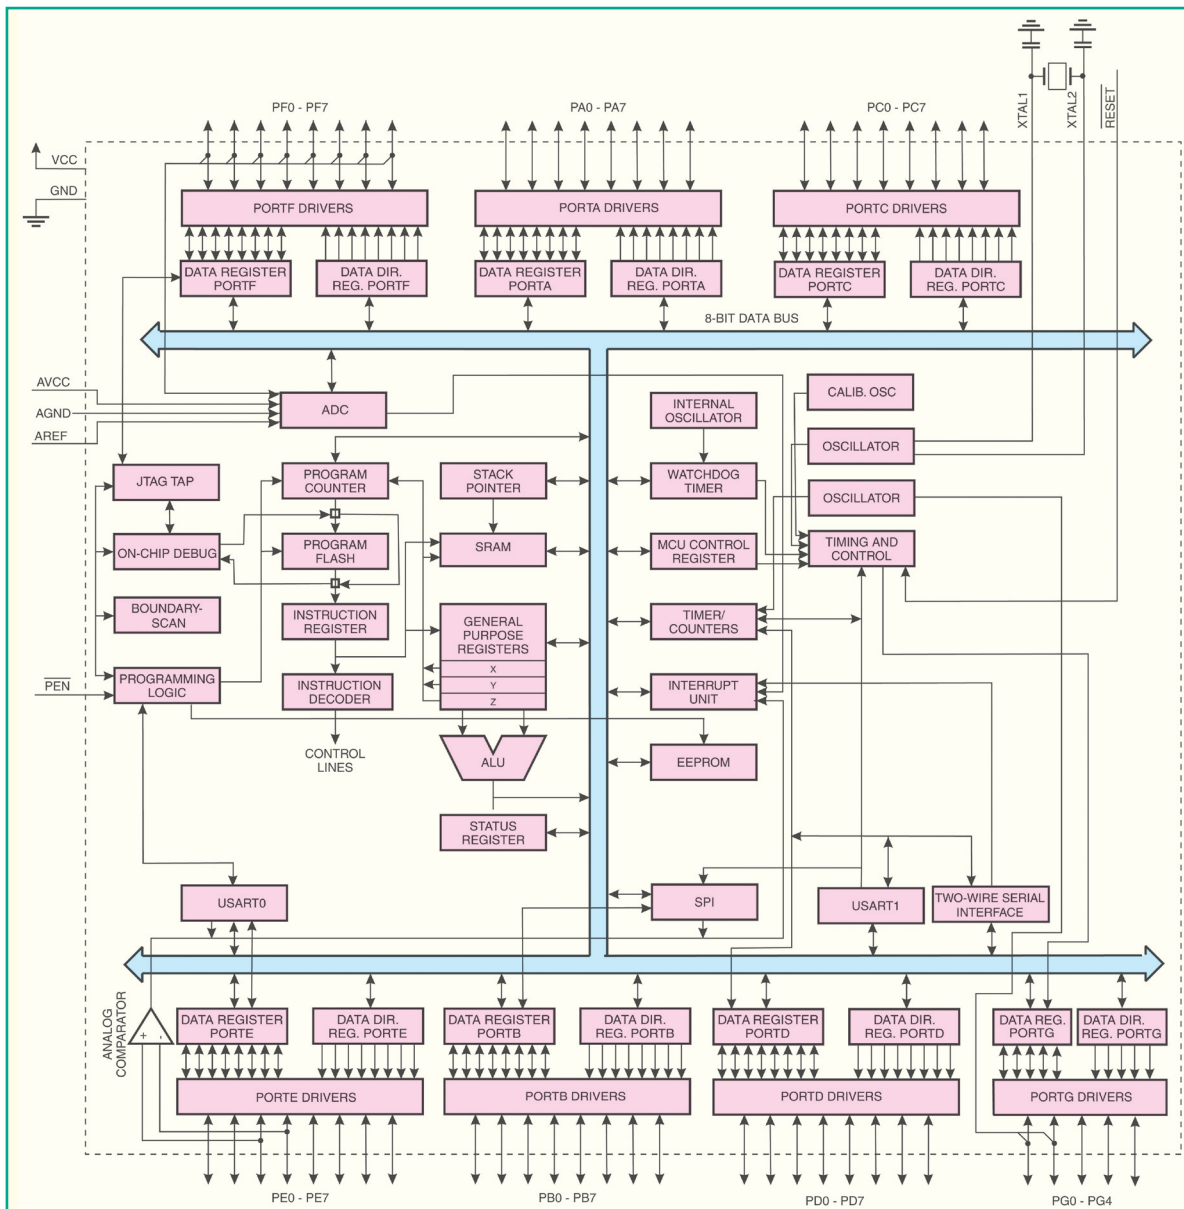 XTAL1
XTAL2
RESET
PF0 - PF7
PA0 - PA7
PC0 - PC7
VCC
GND
PORTF DRIVERS
PORTA DRIVERS
PORTC DRIVERS
DATA REGISTER
PORTF
DATA DIR.
REG. PORTF
DATA REGISTER
PORTA
DATA DIR.
REG. PORTA
DATA REGISTER
PORTC
DATA DIR.
REG. PORTC
8-BIT DATA BUS
AVCC
AGND
AREF
ADC
INTERNAL
OSCILLATOR
CALIB. OSC
OSCILLATOR
JTAG TAP
PROGRAM
COUNTER
STACK
POINTER
WATCHDOG
TIMER
OSCILLATOR
ON-CHIP DEBUG
PROGRAM
FLASH
SRAM
MCU CONTROL
REGISTER
TIMING AND
CONTROL
BOUNDARY-
SCAN
INSTRUCTION
REGISTER
GENERAL
PURPOSE
REGISTERS
X
Y
Z
TIMER/
COUNTERS
PEN
PROGRAMMING
LOGIC
INSTRUCTION
DECODER
INTERRUPT
UNIT
CONTROL
LINES
ALU
EEPROM
STATUS
REGISTER
USART0
SPI
USART1
TWO-WIRE SERIAL
INTERFACE
ANALOG
COMPARATOR
+ -
DATA REGISTER
PORTE
DATA DIR.
REG. PORTE
DATA REGISTER
PORTB
DATA DIR.
REG. PORTB
DATA REGISTER
PORTD
DATA DIR.
REG. PORTD
DATA REG.
PORTG
DATA DIR.
REG. PORTG
PORTE DRIVERS
PORTB DRIVERS
PORTD DRIVERS
PORTG DRIVERS
PE0 - PE7
PB0 - PB7
PD0 - PD7
PG0 - PG4